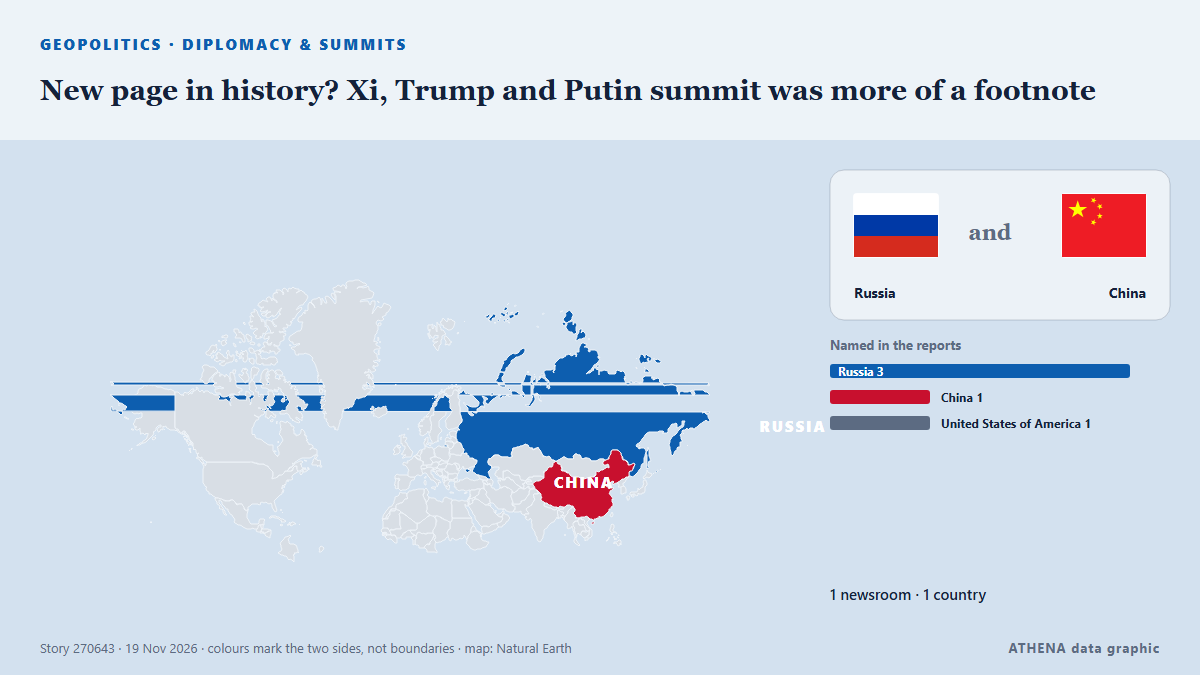 GEOPOLITICS · DIPLOMACY & SUMMITS
New page in history? Xi, Trump and Putin summit was more of a footnote
and
Russia
China
Named in the reports
Russia 3
China 1
United States of America 1
RUSSIA
CHINA
1 newsroom · 1 country
Story 270643 · 19 Nov 2026 · colours mark the two sides, not boundaries · map: Natural Earth
ATHENA data graphic